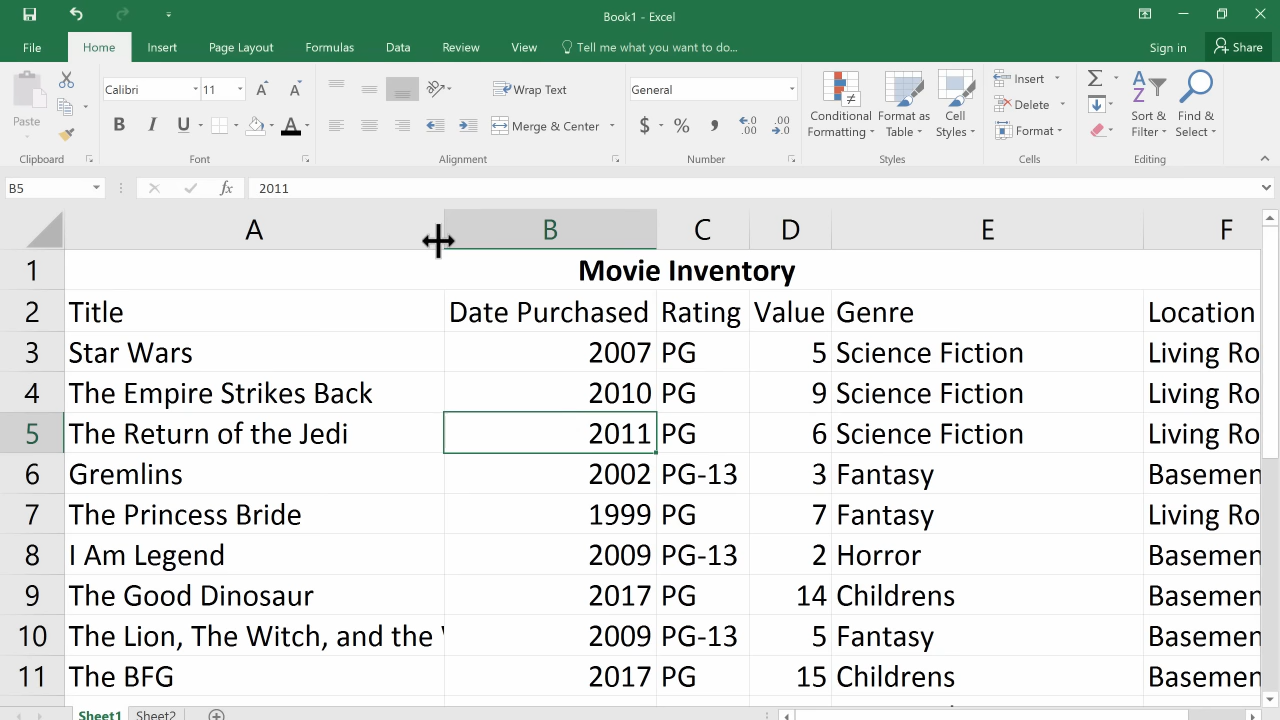 Book1 - Excel
File Home Insert Page Layout Formulas Data Review View Tell me what you want to do... Sign in Share
Paste
Clipboard
Calibri 11
B I U A
Font
Wrap Text
Merge & Center
Alignment
General
$ % , .00
Number
Conditional Formatting
Format as Table
Cell Styles
Styles
Insert
Delete
Format
Cells
Sort & Filter
Find & Select
Editing
B5 fx 2011
A B C D E F
1 Movie Inventory
2 Title Date Purchased Rating Value Genre Location
3 Star Wars 2007 PG 5 Science Fiction Living Ro
4 The Empire Strikes Back 2010 PG 9 Science Fiction Living Ro
5 The Return of the Jedi 2011 PG 6 Science Fiction Living Ro
6 Gremlins 2002 PG-13 3 Fantasy Basemen
7 The Princess Bride 1999 PG 7 Fantasy Living Ro
8 I Am Legend 2009 PG-13 2 Horror Basemen
9 The Good Dinosaur 2017 PG 14 Childrens Basemen
10 The Lion, The Witch, and the 2009 PG-13 5 Fantasy Basemen
11 The BFG 2017 PG 15 Childrens Basemen
Sheet1 Sheet2